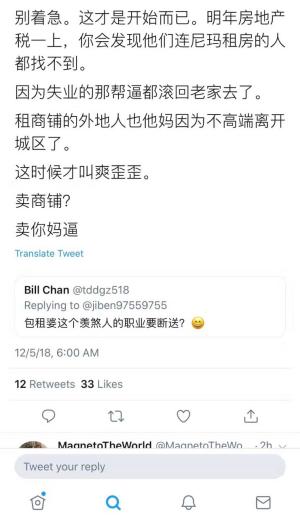 别着急。这才是开始而已。明年房地产
税一上，你会发现他们连尼玛租房的人
都找不到。
因为失业的那帮逼都滚回老家去了。
租商铺的外地人也他妈因为不高端离开
城区了。
这时候才叫爽歪歪。
卖商铺？
卖你妈逼
Translate Tweet
Bill Chan @tddgz518
Replying to @jiben97559755
包租婆这个羡煞人的职业要断送？😄
12/5/18, 6:00 AM
12 Retweets 33 Likes
MagnetoTheWorld @MagnetoTheWo... · 2h
Tweet your reply